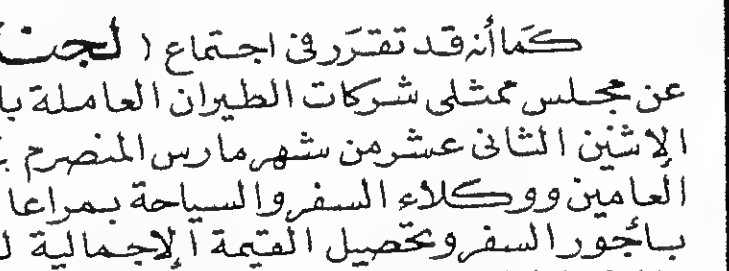 كما أنه قد تقرر في اجتماع ( لجنة
عن مجلس ممثلي شركات الطيران العاملة با
الإثنين الثاني عشر من شهر مارس المنصرم
العامين ووكلاء السفر والسياحة بمراعا
بأجور السفر وتحصيل القيمة الإجمالية